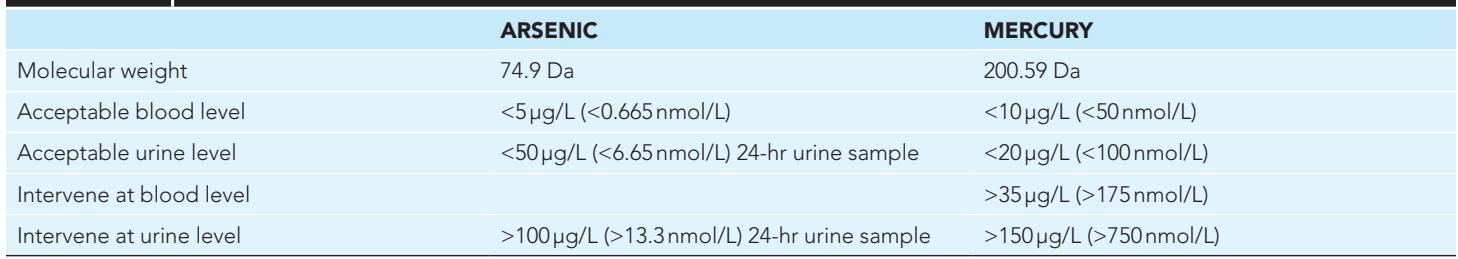 ARSENIC MERCURY
Molecular weight 74.9 Da 200.59 Da
Acceptable blood level <5 µg/L (<0.665 nmol/L) <10 µg/L (<50 nmol/L)
Acceptable urine level <50 µg/L (<6.65 nmol/L) 24-hr urine sample <20 µg/L (<100 nmol/L)
Intervene at blood level >35 µg/L (>175 nmol/L)
Intervene at urine level >100 µg/L (>13.3 nmol/L) 24-hr urine sample >150 µg/L (>750 nmol/L)